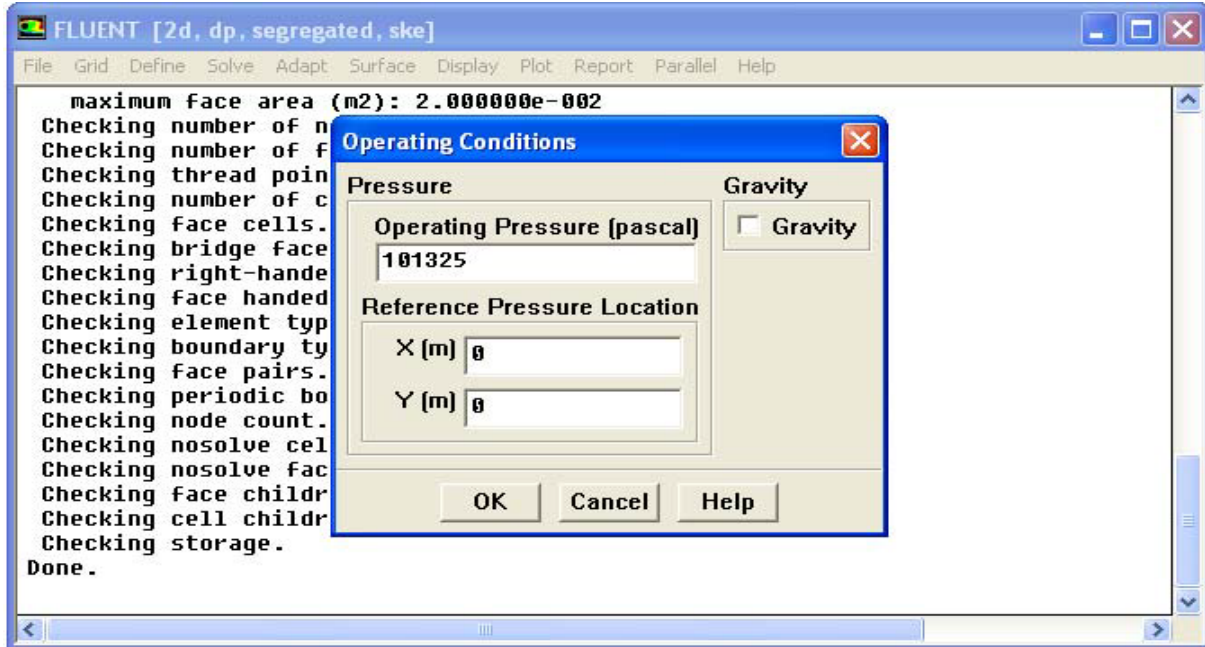 FLUENT [2d, dp, segregated, ske]
File Grid Define Solve Adapt Surface Display Plot Report Parallel Help
maximum face area (m2): 2.000000e-002
Checking number of n
Checking number of f
Checking thread poin
Checking number of c
Checking face cells.
Checking bridge face
Checking right-hande
Checking face handed
Checking element typ
Checking boundary ty
Checking face pairs.
Checking periodic bo
Checking node count.
Checking nosolve cel
Checking nosolve fac
Checking face childr
Checking cell childr
Checking storage.
Done.
Operating Conditions
Pressure
Operating Pressure (pascal)
101325
Reference Pressure Location
X (m) 0
Y (m) 0
Gravity
Gravity
OK Cancel Help